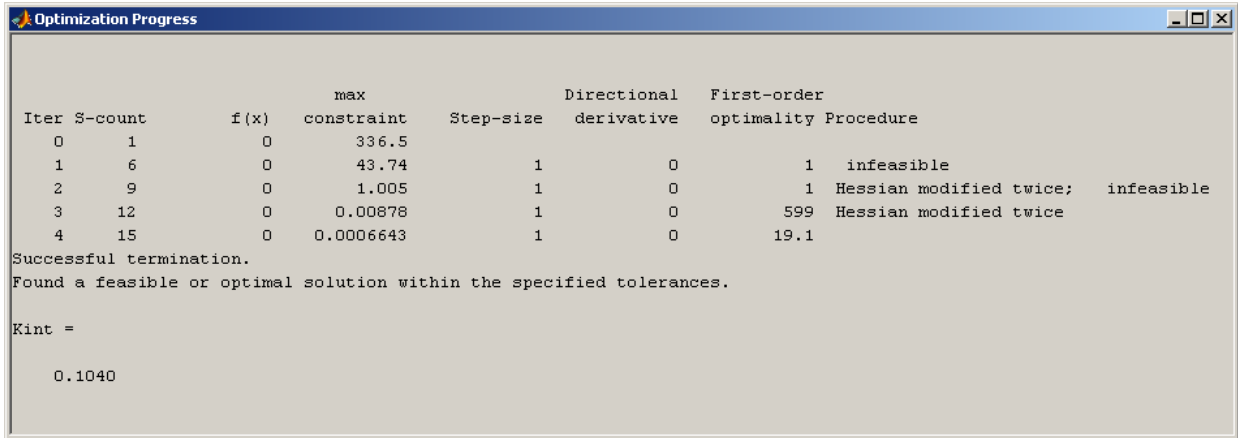 Optimization Progress
max Directional First-order
Iter S-count f(x) constraint Step-size derivative optimality Procedure
0 1 0 336.5
1 6 0 43.74 1 0 1 infeasible
2 9 0 1.005 1 0 1 Hessian modified twice; infeasible
3 12 0 0.00878 1 0 599 Hessian modified twice
4 15 0 0.0006643 1 0 19.1
Successful termination.
Found a feasible or optimal solution within the specified tolerances.
Kint =
0.1040